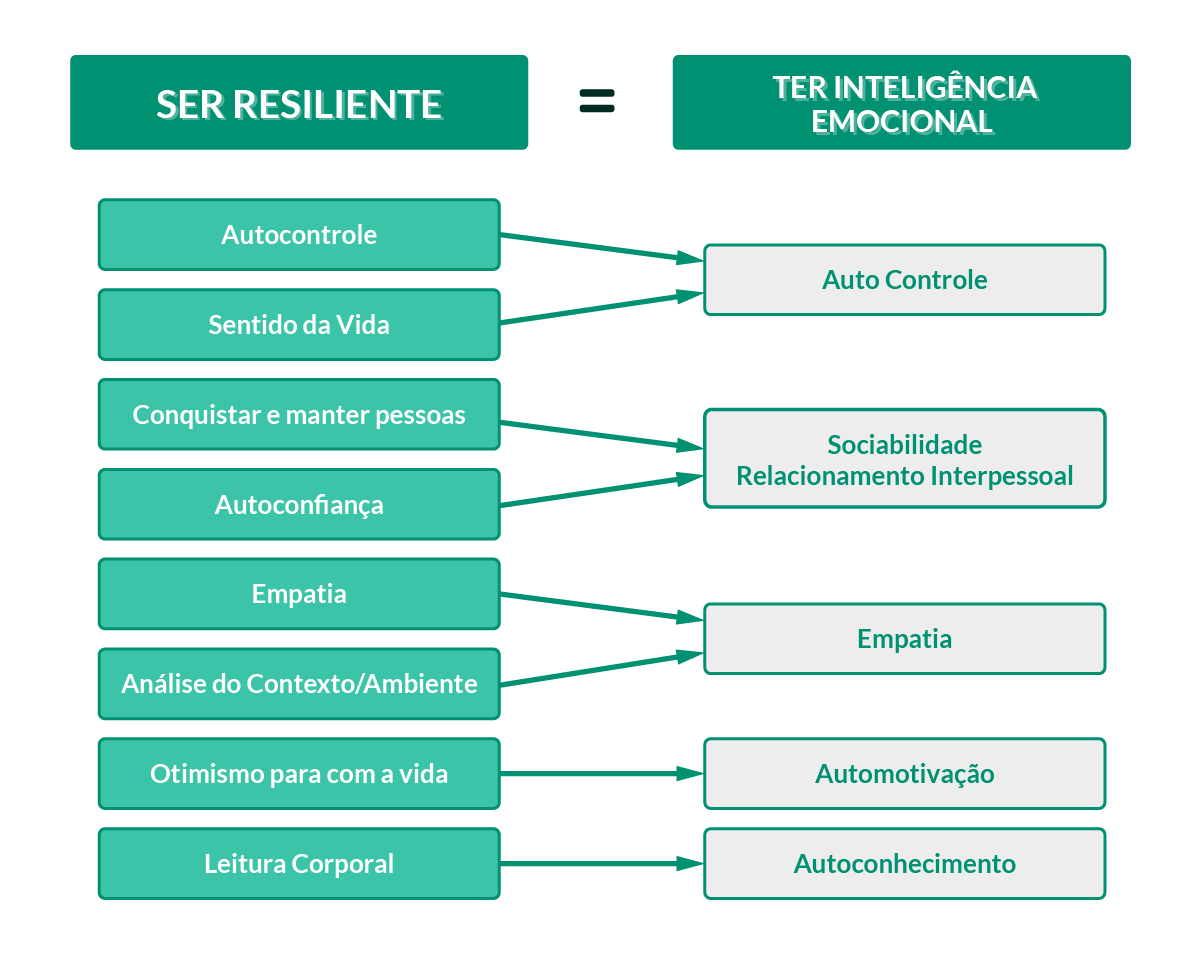 SER RESILIENTE
=
TER INTELIGÊNCIA
EMOCIONAL
Autocontrole
Sentido da Vida
Conquistar e manter pessoas
Autoconfiança
Empatia
Análise do Contexto/Ambiente
Otimismo para com a vida
Leitura Corporal
Auto Controle
Sociabilidade
Relacionamento Interpessoal
Empatia
Automotivação
Autoconhecimento